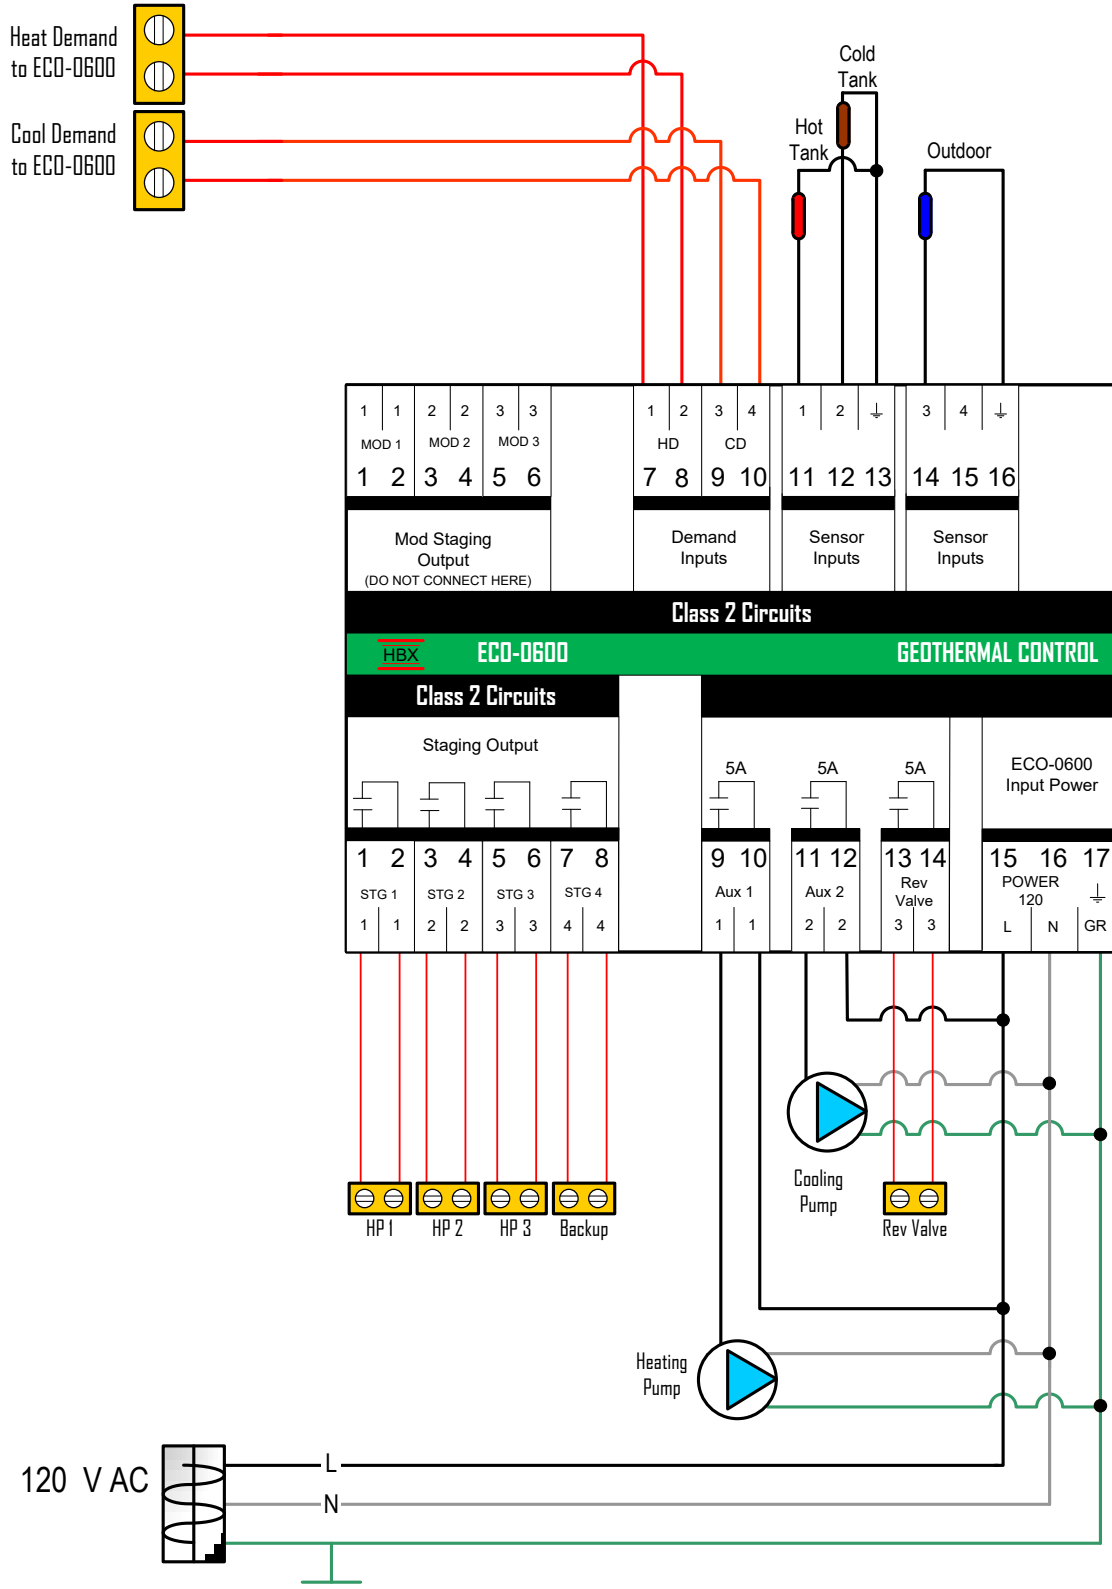 Heat Demand
to ECO-0600
Cool Demand
to ECO-0600
Cold
Tank
Hot
Tank
Outdoor
1 1 2 2 3 3 1 2 3 4 1 2 3 4
MOD 1 MOD 2 MOD 3 HD CD
1 2 3 4 5 6 7 8 9 10 11 12 13 14 15 16
Mod Staging
Output
(DO NOT CONNECT HERE)
Demand
Inputs
Sensor
Inputs
Sensor
Inputs
Class 2 Circuits
HBX ECO-0600 GEOTHERMAL CONTROL
Class 2 Circuits
Staging Output
5A 5A 5A
ECO-0600
Input Power
1 2 3 4 5 6 7 8 9 10 11 12 13 14 15 16 17
STG 1 STG 2 STG 3 STG 4 Aux 1 Aux 2
Rev
Valve
POWER
120
1 1 2 2 3 3 4 4 1 1 2 2 3 3 L N GR
Cooling
Pump
HP 1 HP 2 HP 3 Backup
Rev Valve
Heating
Pump
120 V AC
L
N